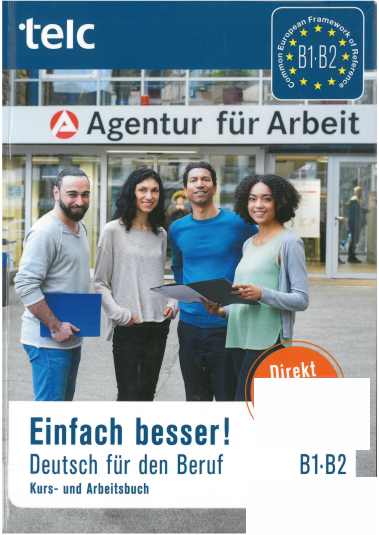 telc
Common European Framework of Reference
B1·B2
Agentur für Arbeit
Direkt
Einfach besser!
Deutsch für den Beruf
B1·B2
Kurs- und Arbeitsbuch